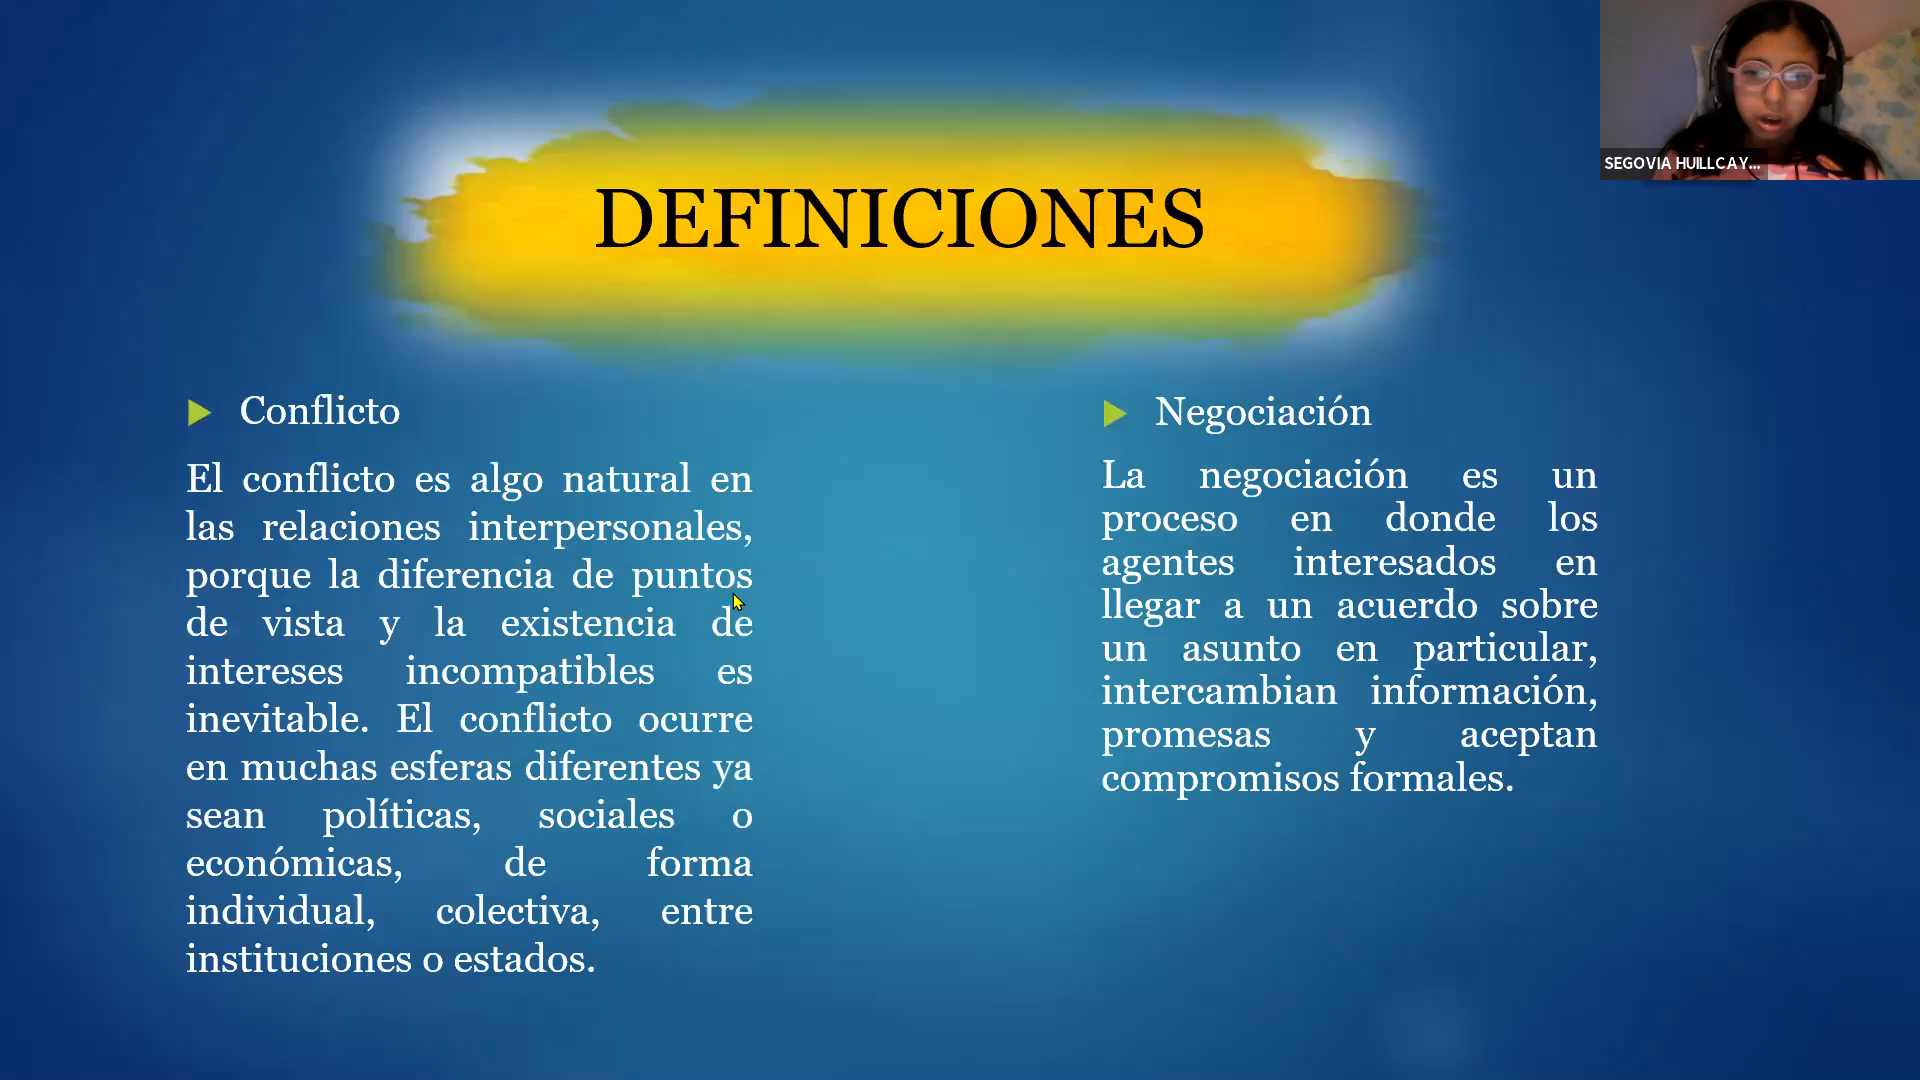 SEGOVIA HUILLCAY...
DEFINICIONES
Conflicto
El conflicto es algo natural en
las relaciones interpersonales,
porque la diferencia de puntos
de vista y la existencia de
intereses incompatibles es
inevitable. El conflicto ocurre
en muchas esferas diferentes ya
sean políticas, sociales o
económicas, de forma
individual, colectiva, entre
instituciones o estados.
Negociación
La negociación es un
proceso en donde los
agentes interesados en
llegar a un acuerdo sobre
un asunto en particular,
intercambian información,
promesas y aceptan
compromisos formales.